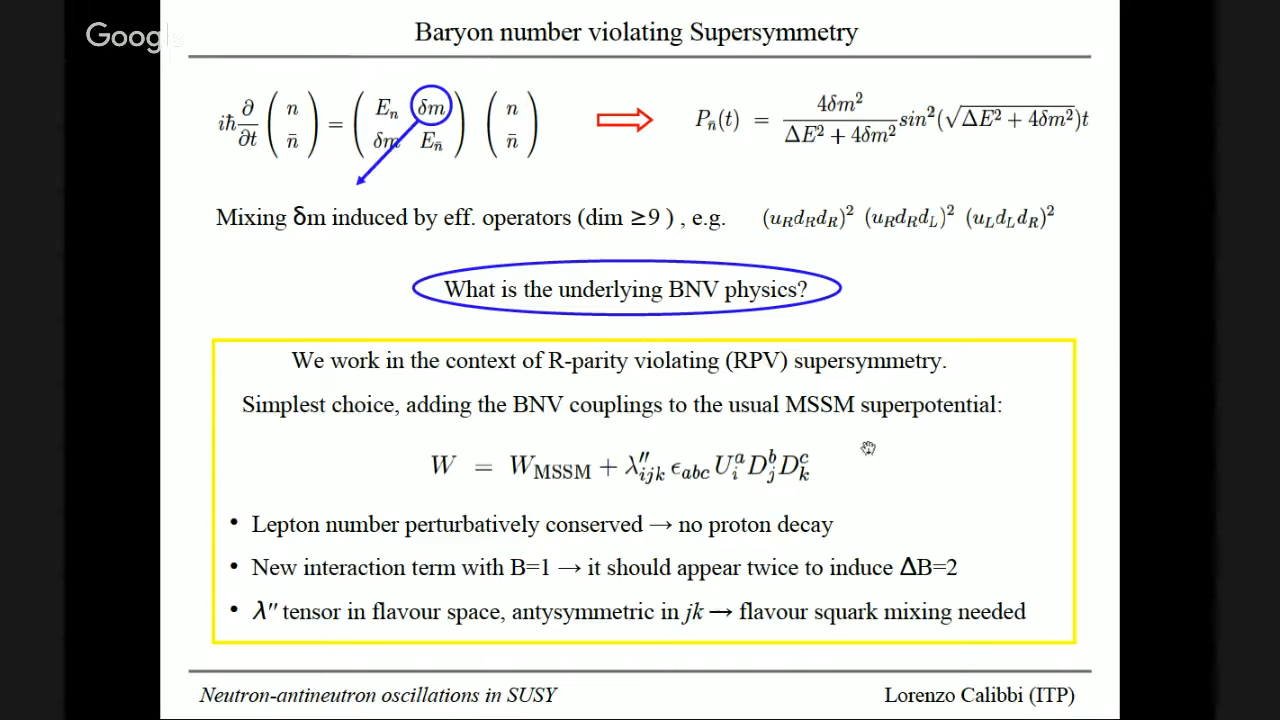 Google
Baryon number violating Supersymmetry
iħ ∂/∂t ( n n̄ ) = ( Eₙ δm δm E_n̄ ) ( n n̄ ) ⇒ P_n̄(t) = 4δm² / (ΔE² + 4δm²) sin²(√(ΔE² + 4δm²))t
Mixing δm induced by eff. operators (dim ≥9 ) , e.g. (u_R d_R d_R)² (u_R d_R d_L)² (u_L d_L d_R)²
What is the underlying BNV physics?
We work in the context of R-parity violating (RPV) supersymmetry.
Simplest choice, adding the BNV couplings to the usual MSSM superpotential:
W = W_MSSM + λ''_ijk ϵ_abc U_i^a D_j^b D_k^c
• Lepton number perturbatively conserved → no proton decay
• New interaction term with B=1 → it should appear twice to induce ΔB=2
• λ'' tensor in flavour space, antysymmetric in jk → flavour squark mixing needed
Neutron-antineutron oscillations in SUSY Lorenzo Calibbi (ITP)